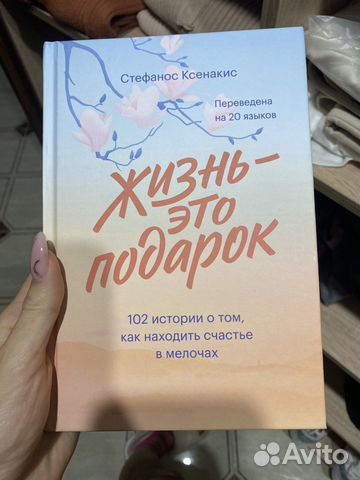 Стефанос Ксенакис
Переведена
на 20 языков
жизнь –
это
подарок
102 истории о том,
как находить счастье
в мелочах
Avito